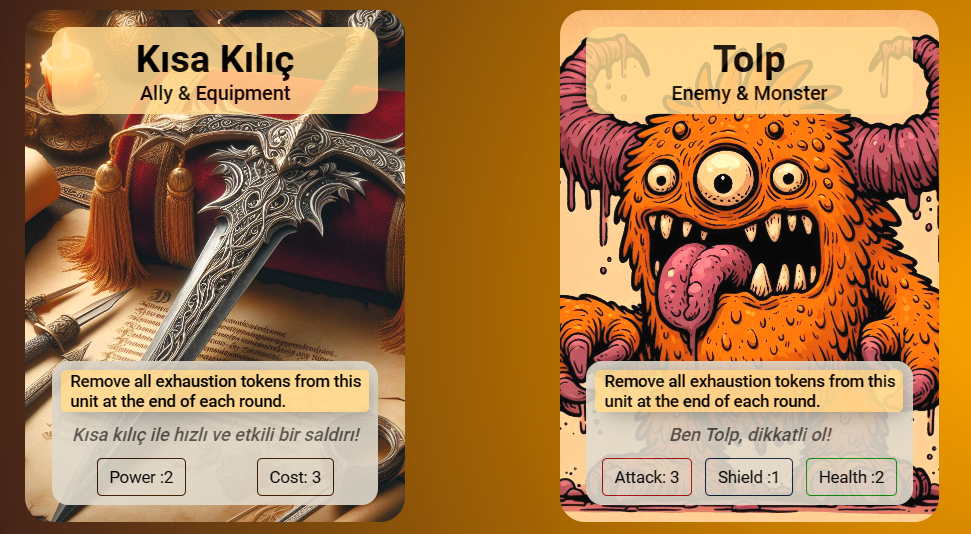 Kısa Kılıç
Ally & Equipment
Remove all exhaustion tokens from this
unit at the end of each round.
Kısa kılıç ile hızlı ve etkili bir saldırı!
Power :2
Cost: 3
Tolp
Enemy & Monster
Remove all exhaustion tokens from this
unit at the end of each round.
Ben Tolp, dikkatli ol!
Attack: 3
Shield :1
Health :2